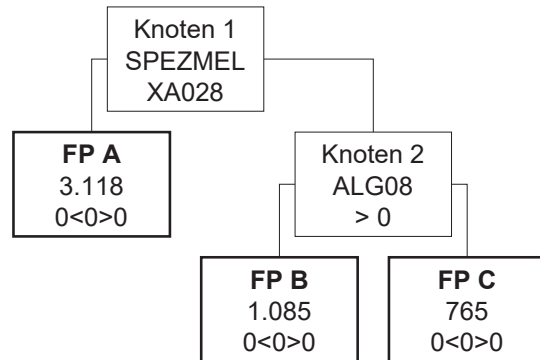 Knoten 1
SPEZMEL
XA028
FP A
3.118
0<0>0
Knoten 2
ALG08
> 0
FP B
1.085
0<0>0
FP C
765
0<0>0